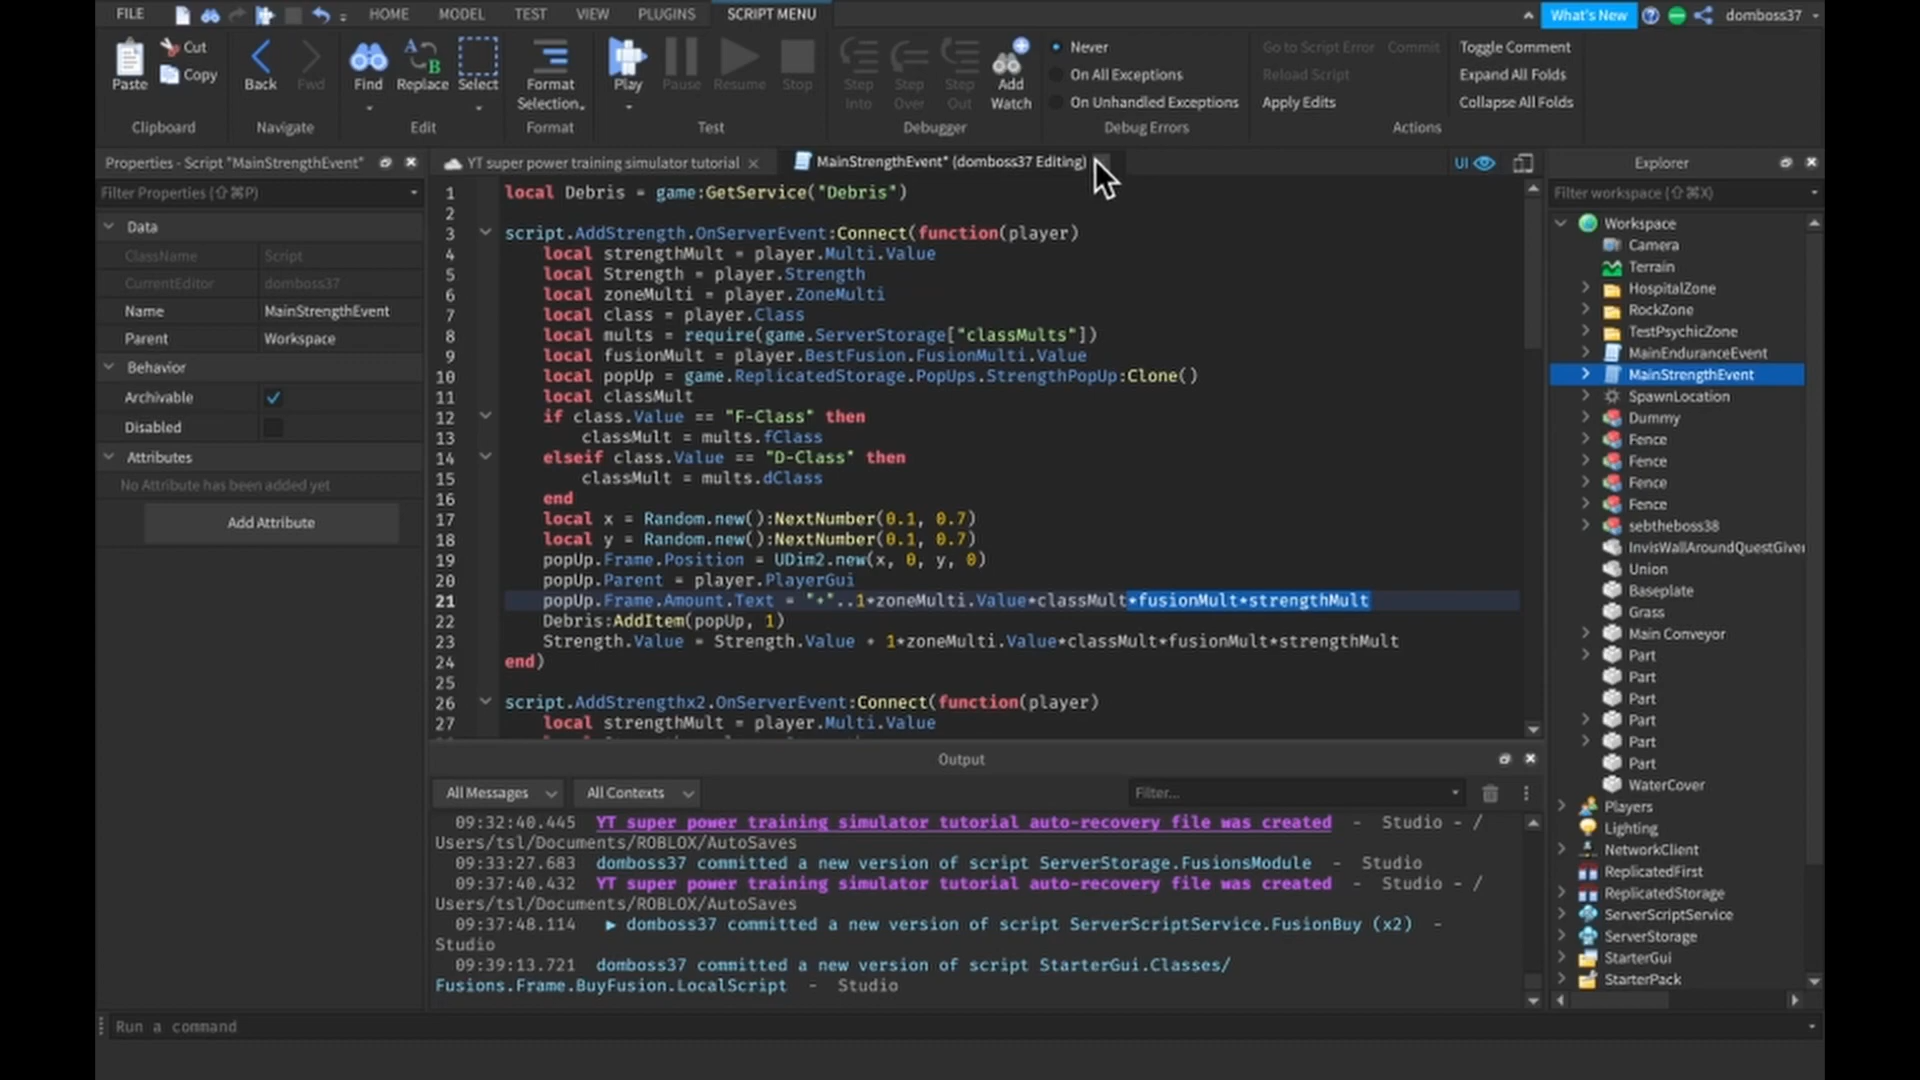 FILE HOME MODEL TEST VIEW PLUGINS SCRIPT MENU What's New domboss37
Paste Cut Copy Back Fwd Find Replace Select Format Selection Play Pause Resume Stop Step Into Step Over Step Out Add Watch
Never On All Exceptions On Unhandled Exceptions
Go to Script Error Commit Reload Script Apply Edits
Toggle Comment Expand All Folds Collapse All Folds
Clipboard Navigate Edit Format Test Debugger Debug Errors Actions
Properties - Script "MainStrengthEvent"
Filter Properties (⇧⌘P)
Data
ClassName Script
CurrentEditor domboss37
Name MainStrengthEvent
Parent Workspace
Behavior
Archivable
Disabled
Attributes
No Attribute has been added yet
Add Attribute
YT super power training simulator tutorial MainStrengthEvent* (domboss37 Editing) UI
1 local Debris = game:GetService("Debris")
2
3 script.AddStrength.OnServerEvent:Connect(function(player)
4 local strengthMult = player.Multi.Value
5 local Strength = player.Strength
6 local zoneMulti = player.ZoneMulti
7 local class = player.Class
8 local mults = require(game.ServerStorage["classMults"])
9 local fusionMult = player.BestFusion.FusionMulti.Value
10 local popUp = game.ReplicatedStorage.PopUps.StrengthPopUp:Clone()
11 local classMult
12 if class.Value == "F-Class" then
13 classMult = mults.fClass
14 elseif class.Value == "D-Class" then
15 classMult = mults.dClass
16 end
17 local x = Random.new():NextNumber(0.1, 0.7)
18 local y = Random.new():NextNumber(0.1, 0.7)
19 popUp.Frame.Position = UDim2.new(x, 0, y, 0)
20 popUp.Parent = player.PlayerGui
21 popUp.Frame.Amount.Text = "+"..1*zoneMulti.Value*classMult*fusionMult*strengthMult
22 Debris:AddItem(popUp, 1)
23 Strength.Value = Strength.Value + 1*zoneMulti.Value*classMult*fusionMult*strengthMult
24 end)
25
26 script.AddStrengthx2.OnServerEvent:Connect(function(player)
27 local strengthMult = player.Multi.Value
Output
All Messages All Contexts Filter...
09:32:40.445 YT super power training simulator tutorial auto-recovery file was created - Studio - /
Users/tsl/Documents/ROBLOX/AutoSaves
09:33:27.683 domboss37 committed a new version of script ServerStorage.FusionsModule - Studio
09:37:40.432 YT super power training simulator tutorial auto-recovery file was created - Studio - /
Users/tsl/Documents/ROBLOX/AutoSaves
09:37:48.114 ▶ domboss37 committed a new version of script ServerScriptService.FusionBuy (x2) -
Studio
09:39:13.721 domboss37 committed a new version of script StarterGui.Classes/
Fusions.Frame.BuyFusion.LocalScript - Studio
Run a command
Explorer
Filter workspace (⇧⌘X)
Workspace
Camera
Terrain
HospitalZone
RockZone
TestPsychicZone
MainEnduranceEvent
MainStrengthEvent
SpawnLocation
Dummy
Fence
Fence
Fence
Fence
sebtheboss38
InvisWallAroundQuestGiver
Union
Baseplate
Grass
Main Conveyor
Part
Part
Part
Part
Part
Part
WaterCover
Players
Lighting
NetworkClient
ReplicatedFirst
ReplicatedStorage
ServerScriptService
ServerStorage
StarterGui
StarterPack